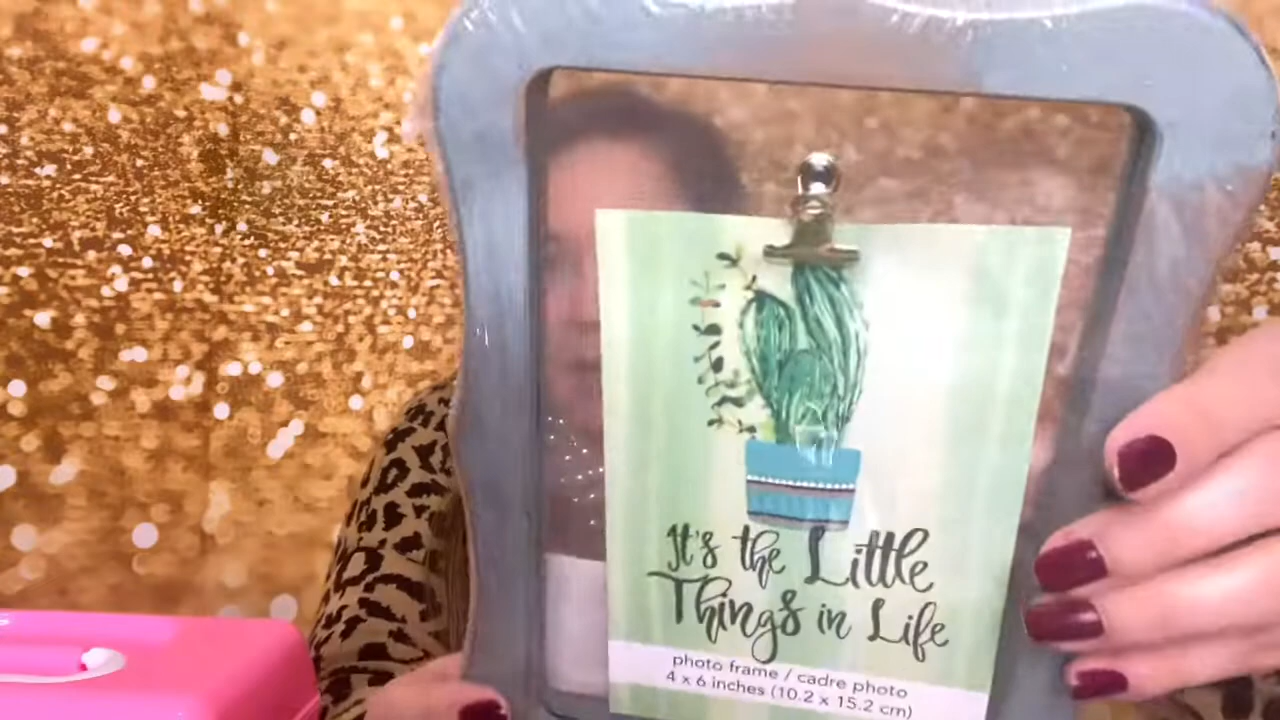 It's the Little
Things in Life
photo frame / cadre photo
4 x 6 inches (10.2 x 15.2 cm)